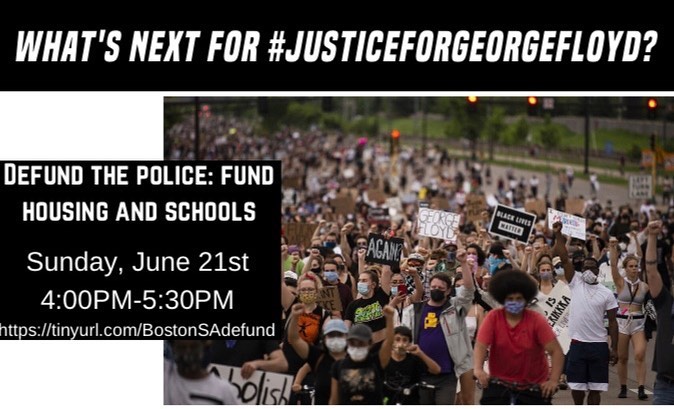 WHAT'S NEXT FOR #JUSTICEFORGEORGEFLOYD?
DEFUND THE POLICE: FUND
HOUSING AND SCHOOLS
Sunday, June 21st
4:00PM-5:30PM
https://tinyurl.com/BostonSAdefund
GEORGE
FLOYD
BLACK LIVES
MATTER
AGAIN?
abolish